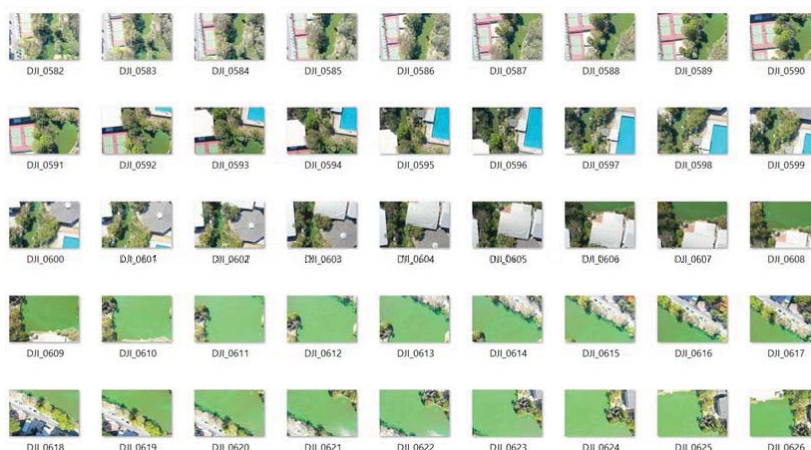 DJI_0582 DJI_0583 DJI_0584 DJI_0585 DJI_0586 DJI_0587 DJI_0588 DJI_0589 DJI_0590
DJI_0591 DJI_0592 DJI_0593 DJI_0594 DJI_0595 DJI_0596 DJI_0597 DJI_0598 DJI_0599
DJI_0600 DJI_0601 DJI_0602 DJI_0603 DJI_0604 DJI_0605 DJI_0606 DJI_0607 DJI_0608
DJI_0609 DJI_0610 DJI_0611 DJI_0612 DJI_0613 DJI_0614 DJI_0615 DJI_0616 DJI_0617
DJI_0618 DJI_0619 DJI_0620 DJI_0621 DJI_0622 DJI_0623 DJI_0624 DJI_0625 DJI_0626